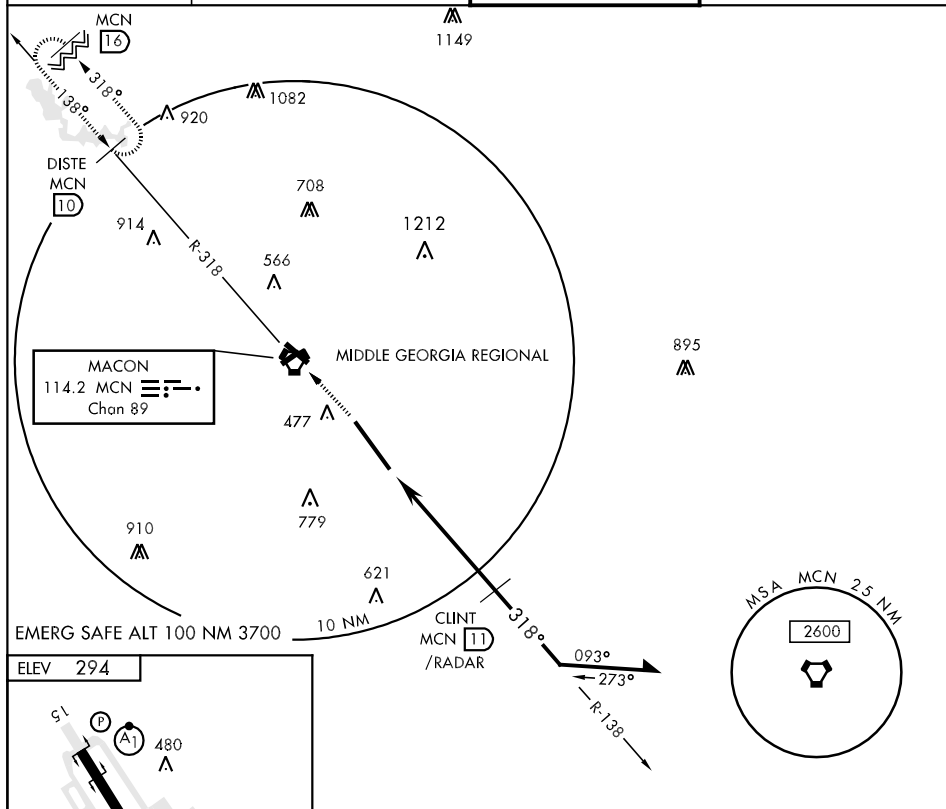 MCN
16
1149
318°
138°
1082
920
DISTE
MCN
10
708
914
1212
R-318
566
MIDDLE GEORGIA REGIONAL
895
MACON
114.2 MCN
Chan 89
477
779
910
621
10 NM
CLINT
MCN 11
/RADAR
318°
093°
273°
R-138
MSA MCN 25 NM
2600
EMERG SAFE ALT 100 NM 3700
ELEV 294
15
P
A1
480